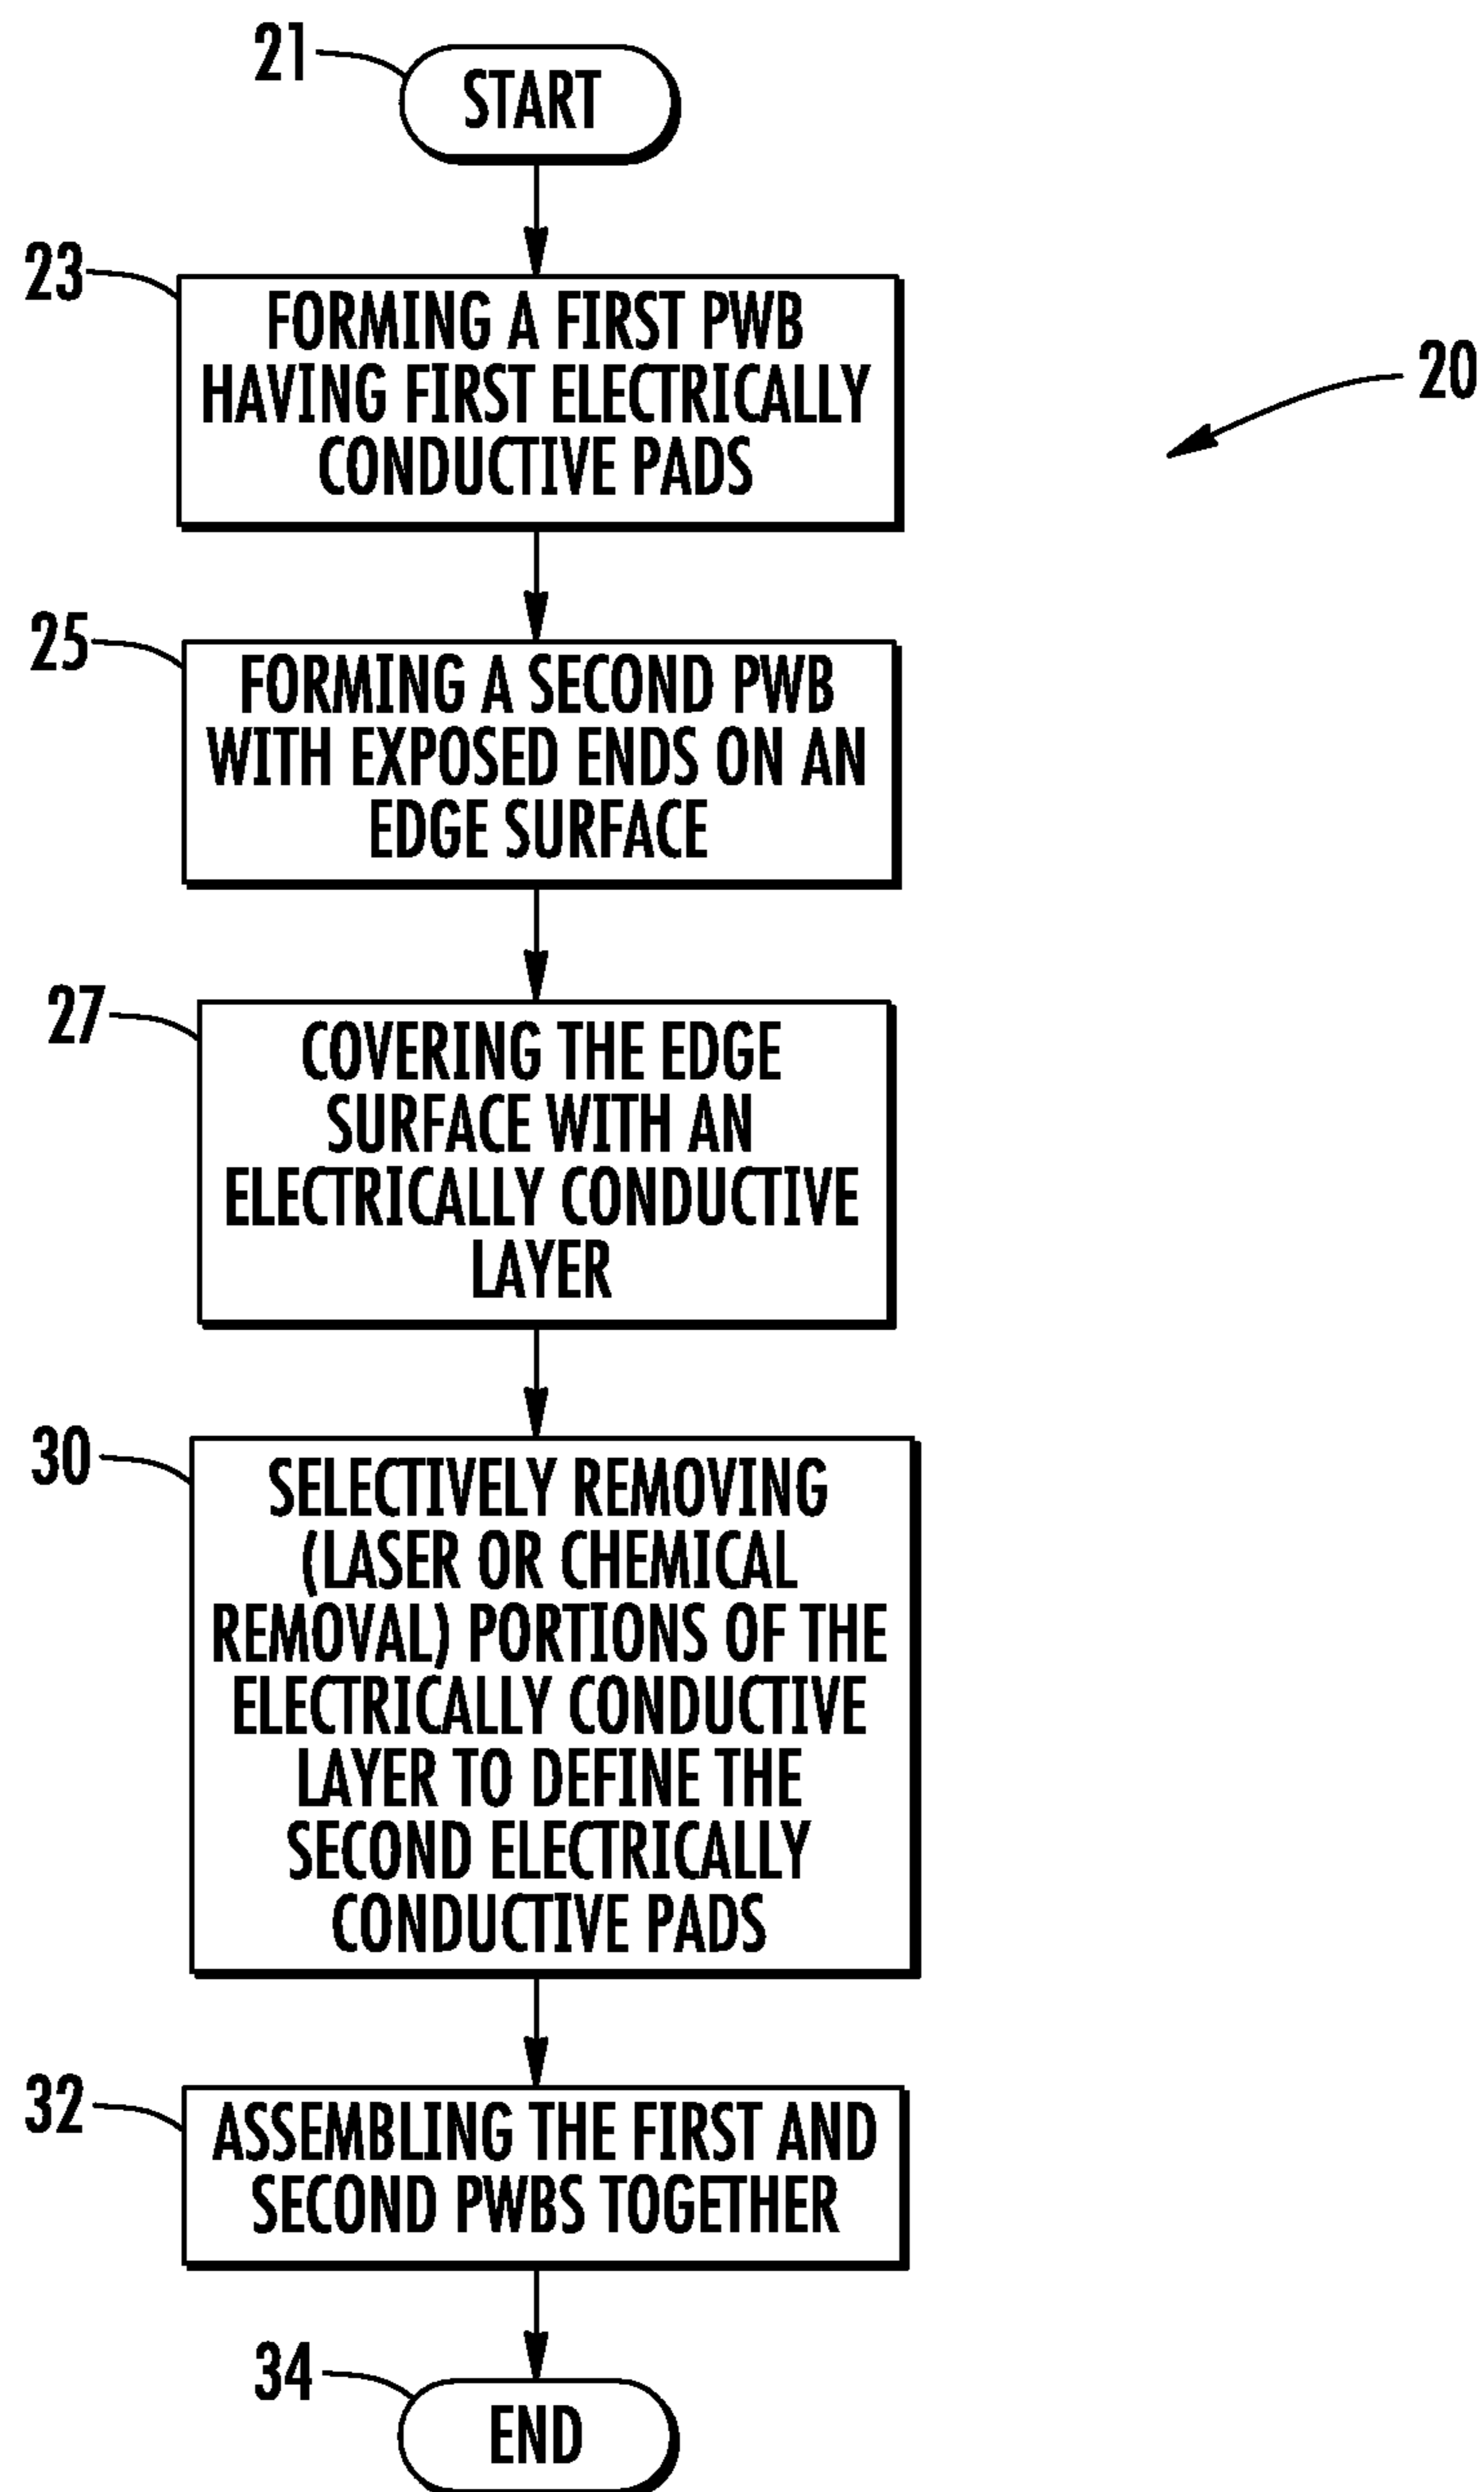 21
START
23
FORMING A FIRST PWB
HAVING FIRST ELECTRICALLY
CONDUCTIVE PADS
20
25
FORMING A SECOND PWB
WITH EXPOSED ENDS ON AN
EDGE SURFACE
27
COVERING THE EDGE
SURFACE WITH AN
ELECTRICALLY CONDUCTIVE
LAYER
30
SELECTIVELY REMOVING
(LASER OR CHEMICAL
REMOVAL) PORTIONS OF THE
ELECTRICALLY CONDUCTIVE
LAYER TO DEFINE THE
SECOND ELECTRICALLY
CONDUCTIVE PADS
32
ASSEMBLING THE FIRST AND
SECOND PWBS TOGETHER
34
END